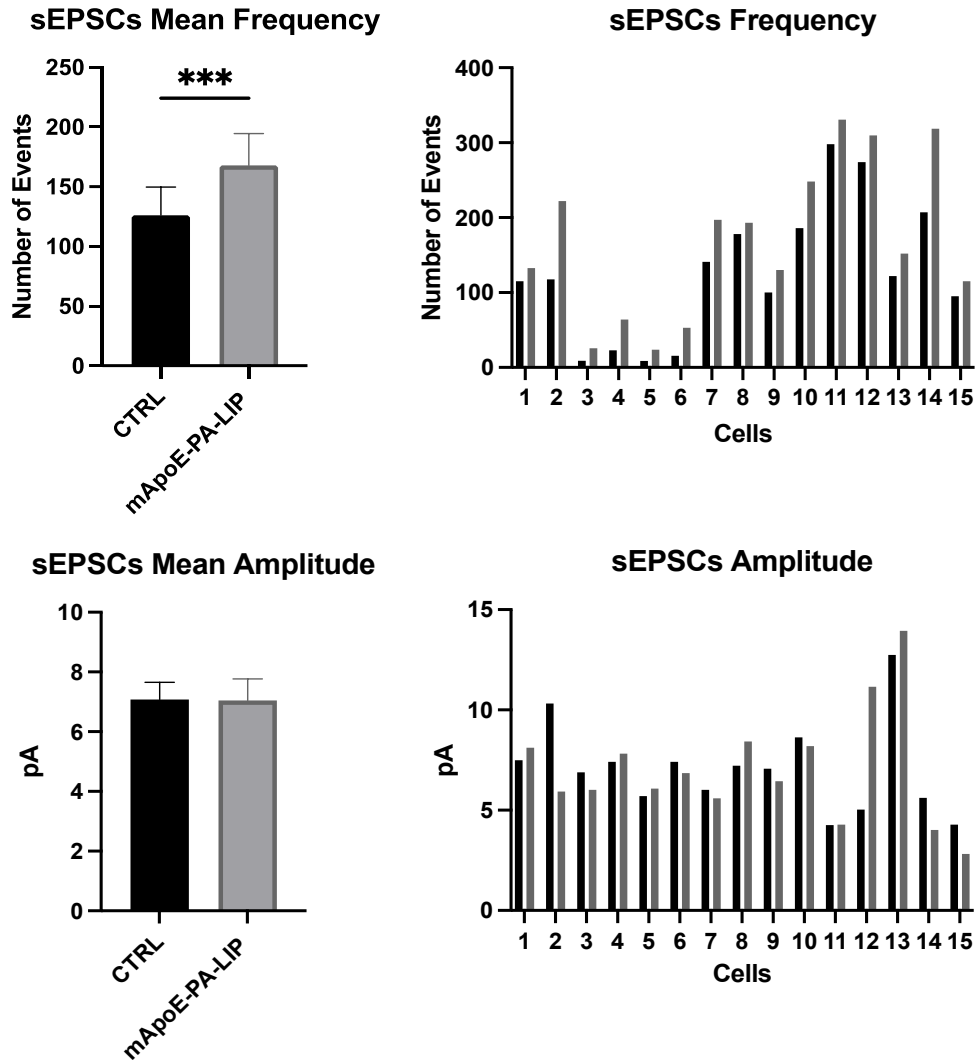 sEPSCs Mean Frequency
Number of Events
250
200
150
100
50
0
***
CTRL
mApoE-PA-LIP
sEPSCs Frequency
Number of Events
400
300
200
100
0
1 2 3 4 5 6 7 8 9 10 11 12 13 14 15
Cells
sEPSCs Mean Amplitude
pA
10
8
6
4
2
0
CTRL
mApoE-PA-LIP
sEPSCs Amplitude
pA
15
10
5
0
1 2 3 4 5 6 7 8 9 10 11 12 13 14 15
Cells